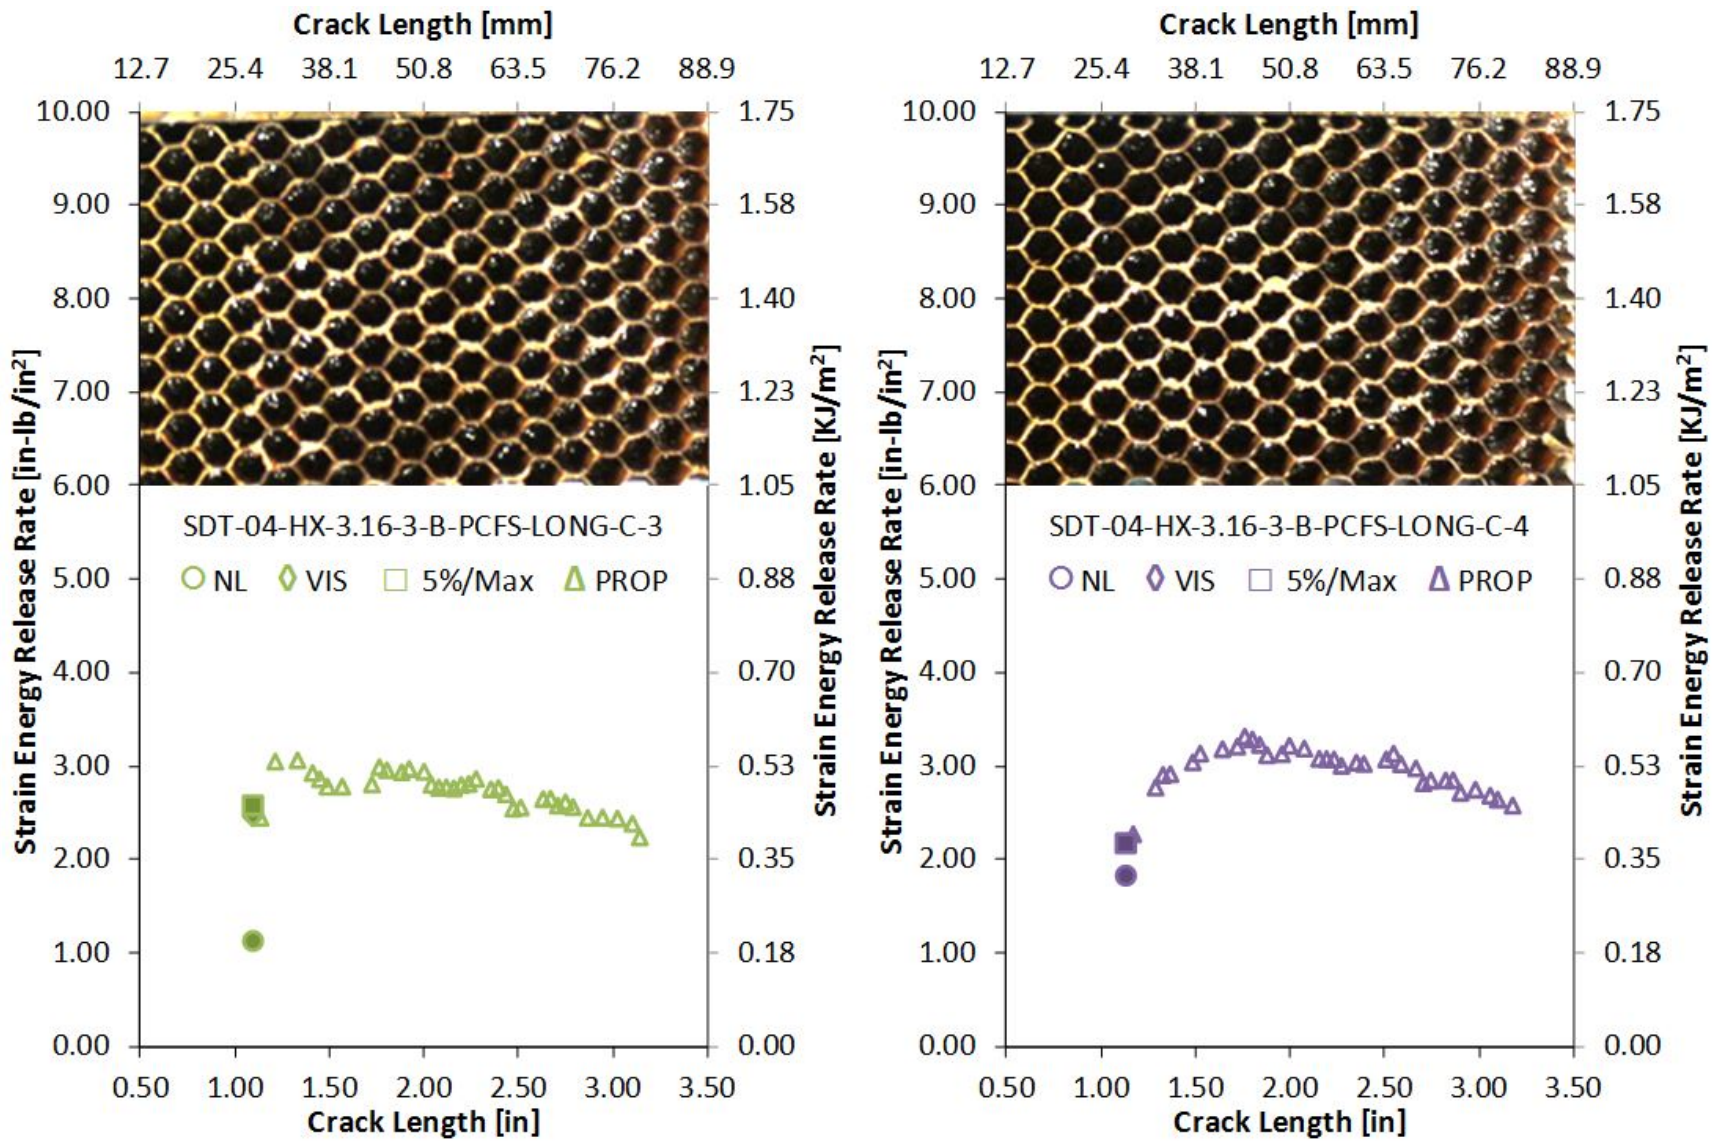 Crack Length [mm]
12.7 25.4 38.1 50.8 63.5 76.2 88.9
10.00
9.00
8.00
7.00
6.00
5.00
4.00
3.00
2.00
1.00
0.00
Strain Energy Release Rate [in-lb/in²]
SDT-04-HX-3.16-3-B-PCFS-LONG-C-3
NL VIS 5%/Max PROP
1.75
1.58
1.40
1.23
1.05
0.88
0.70
0.53
0.35
0.18
0.00
Strain Energy Release Rate [KJ/m²]
0.50 1.00 1.50 2.00 2.50 3.00 3.50
Crack Length [in]
Crack Length [mm]
12.7 25.4 38.1 50.8 63.5 76.2 88.9
10.00
9.00
8.00
7.00
6.00
5.00
4.00
3.00
2.00
1.00
0.00
Strain Energy Release Rate [in-lb/in²]
SDT-04-HX-3.16-3-B-PCFS-LONG-C-4
NL VIS 5%/Max PROP
1.75
1.58
1.40
1.23
1.05
0.88
0.70
0.53
0.35
0.18
0.00
Strain Energy Release Rate [KJ/m²]
0.50 1.00 1.50 2.00 2.50 3.00 3.50
Crack Length [in]